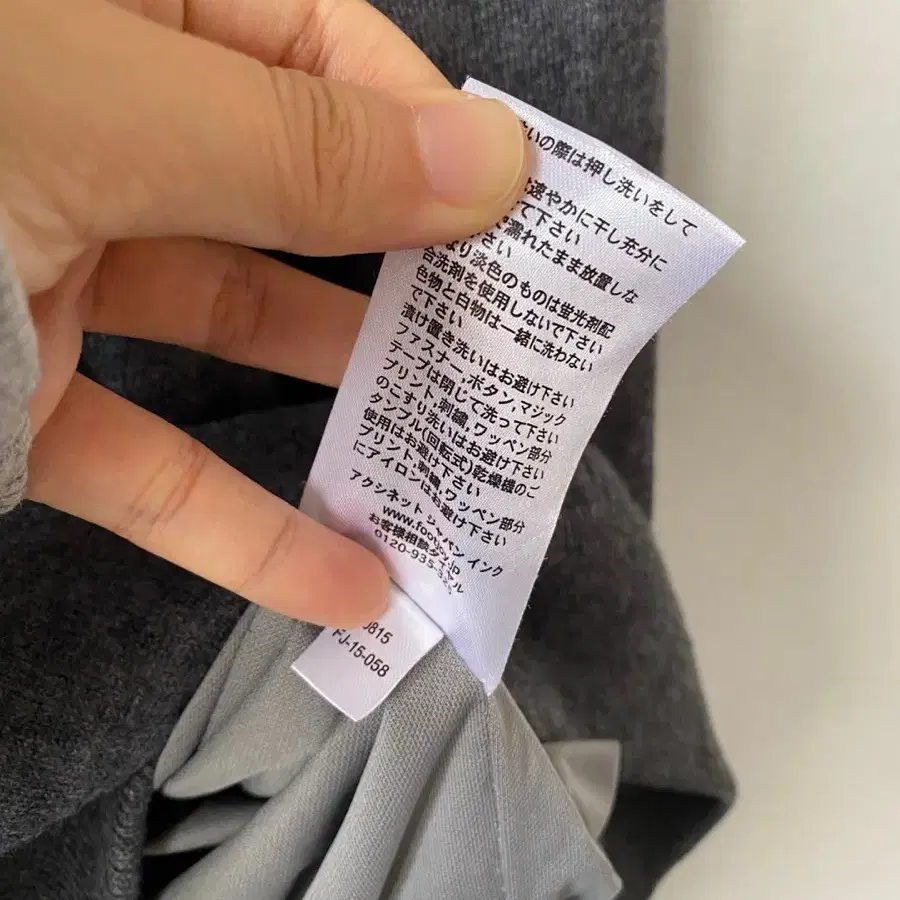 いの際は押し洗いをして
速やかに干し充分に
て下さい
濡れたまま放置しな
さい
より淡色のものは蛍光剤配
合洗剤を使用しないで下さい
色物と白物は一緒に洗わない
で下さい
漬け置き洗いはお避け下さい
ファスナー,ボタン,マジック
テープは閉じて洗って下さい
プリント,刺繍,ワッペン部分
のこすり洗いはお避け下さい
タンブル(回転式)乾燥機のご
使用はお避け下さい
プリント,刺繍,ワッペン部分
にアイロンはお避け下さい
アクシネット ジャパン インク
www.footjoy.jp
お客様相談ダイヤル
0120-935-325
J815
FJ-15-058